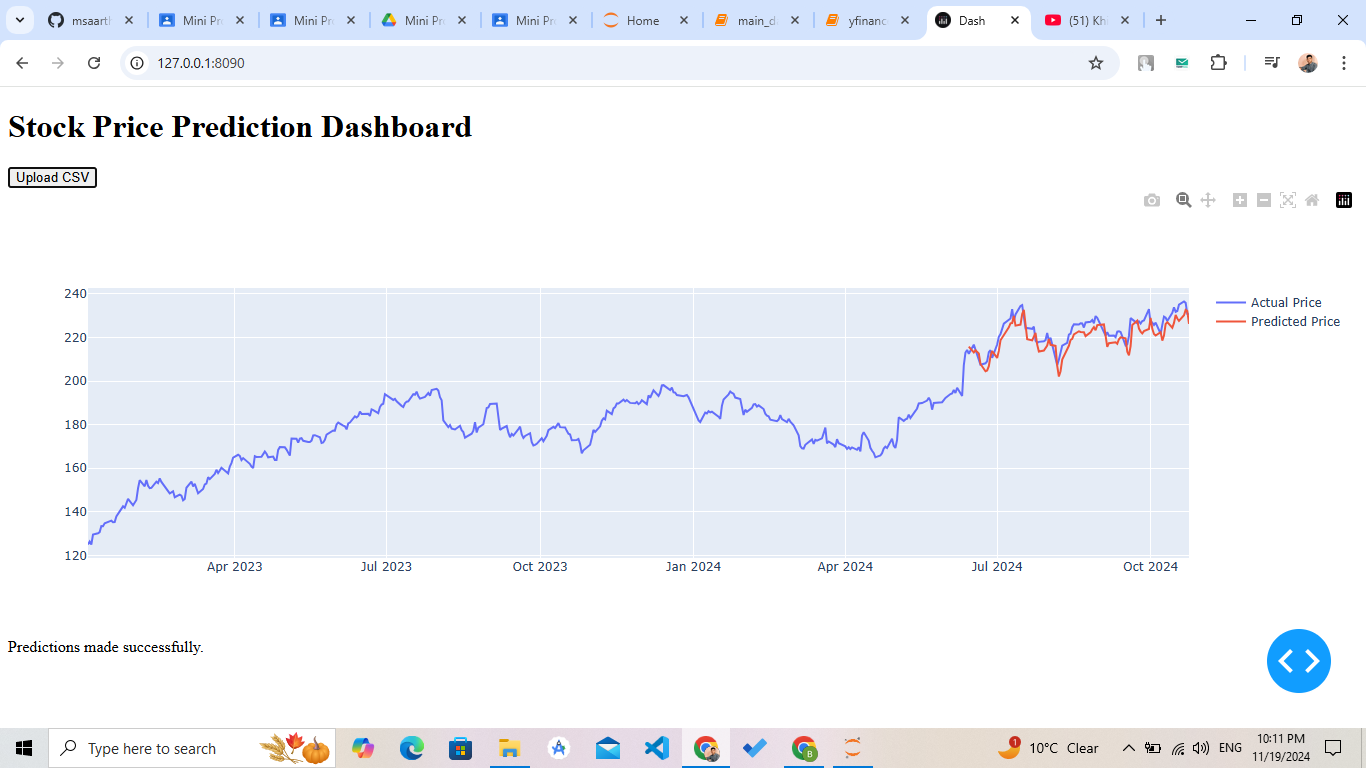 msaarth
Mini Pr
Mini Pr
Mini Pr
Mini Pr
Home
main_d
yfinanc
Dash
(51) Kh
127.0.0.1:8090
Stock Price Prediction Dashboard
Upload CSV
240
220
200
180
160
140
120
Apr 2023
Jul 2023
Oct 2023
Jan 2024
Apr 2024
Jul 2024
Oct 2024
Actual Price
Predicted Price
Predictions made successfully.
Type here to search
B
1
10°C Clear
ENG
10:11 PM
11/19/2024